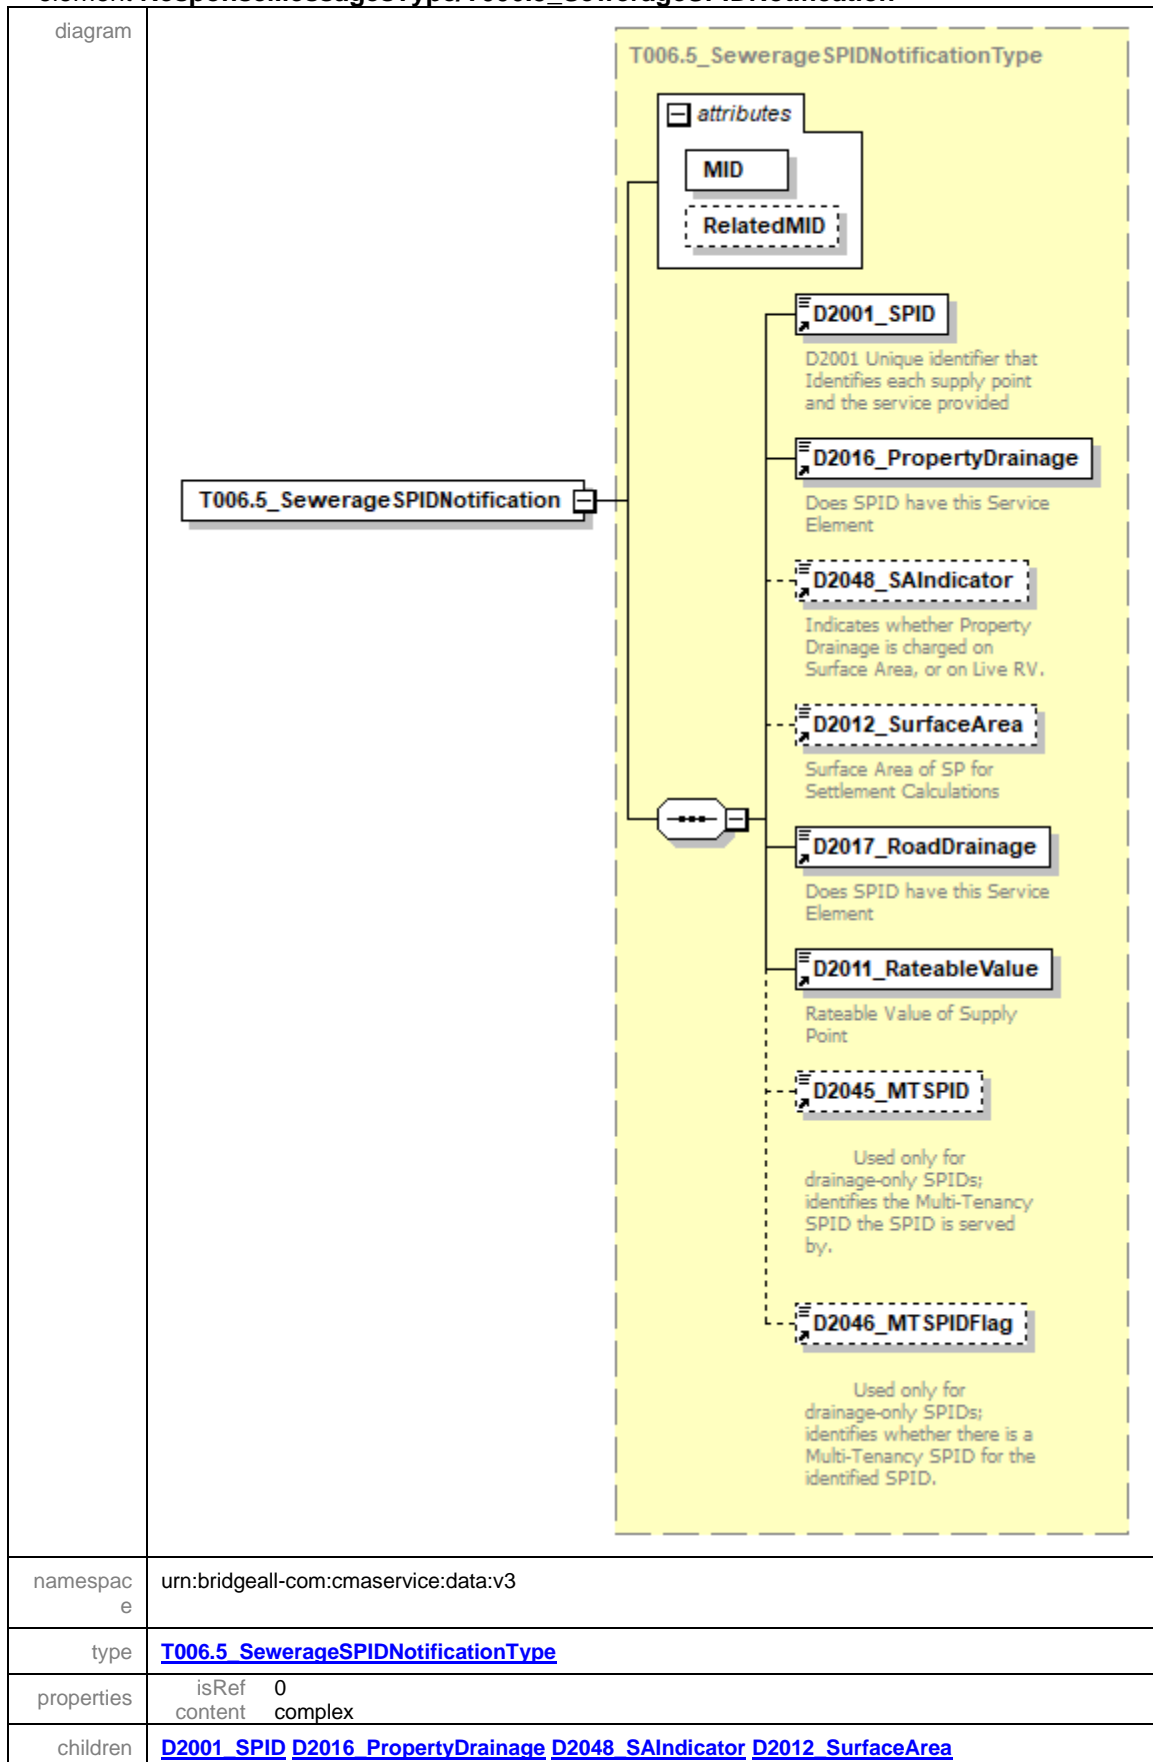 element ResponseMessagesType/T006.5_SewerageSPIDNotification
diagram
T006.5_SewerageSPIDNotificationType
attributes
MID
RelatedMID
D2001_SPID
D2001 Unique identifier that
Identifies each supply point
and the service provided
D2016_PropertyDrainage
T006.5_SewerageSPIDNotification
Does SPID have this Service
Element
D2048_SAIndicator
Indicates whether Property
Drainage is charged on
Surface Area, or on Live RV.
D2012_SurfaceArea
Surface Area of SP for
Settlement Calculations
D2017_RoadDrainage
Does SPID have this Service
Element
D2011_RateableValue
Rateable Value of Supply
Point
D2045_MTSPID
Used only for
drainage-only SPIDs;
identifies the Multi-Tenancy
SPID the SPID is served
by.
D2046_MTSPIDFlag
Used only for
drainage-only SPIDs;
identifies whether there is a
Multi-Tenancy SPID for the
identified SPID.
namespac
e
urn:bridgeall-com:cmaservice:data:v3
type
T006.5_SewerageSPIDNotificationType
properties
isRef 0
content complex
children
D2001_SPID D2016_PropertyDrainage D2048_SAIndicator D2012_SurfaceArea